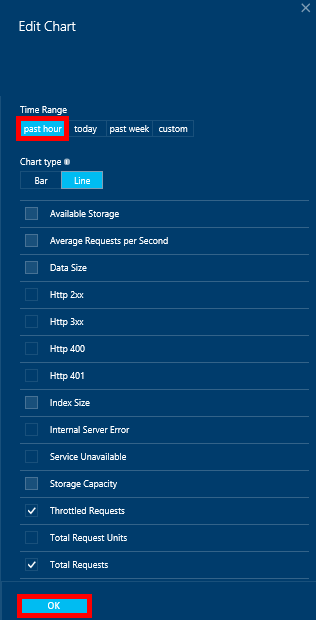 Edit Chart
Time Range
past hour today past week custom
Chart type
Bar Line
Available Storage
Average Requests per Second
Data Size
Http 2xx
Http 3xx
Http 400
Http 401
Index Size
Internal Server Error
Service Unavailable
Storage Capacity
Throttled Requests
Total Request Units
Total Requests
OK